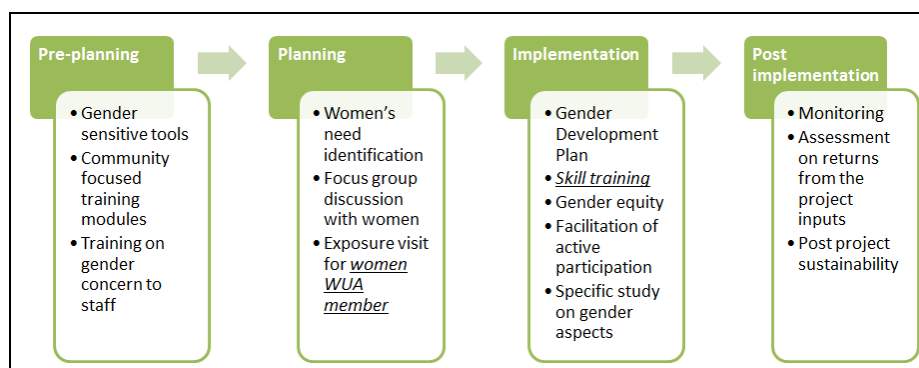 Pre-planning
• Gender
sensitive tools
• Community
focused
training
modules
• Training on
gender
concern to
staff
Planning
• Women's
need
identification
• Focus group
discussion
with women
• Exposure visit
for women
WUA
member
Implementation
• Gender
Development
Plan
• Skill training
• Gender equity
• Facilitation of
active
participation
• Specific study
on gender
aspects
Post
implementation
• Monitoring
• Assessment
on returns
from the
project
inputs
• Post project
sustainability